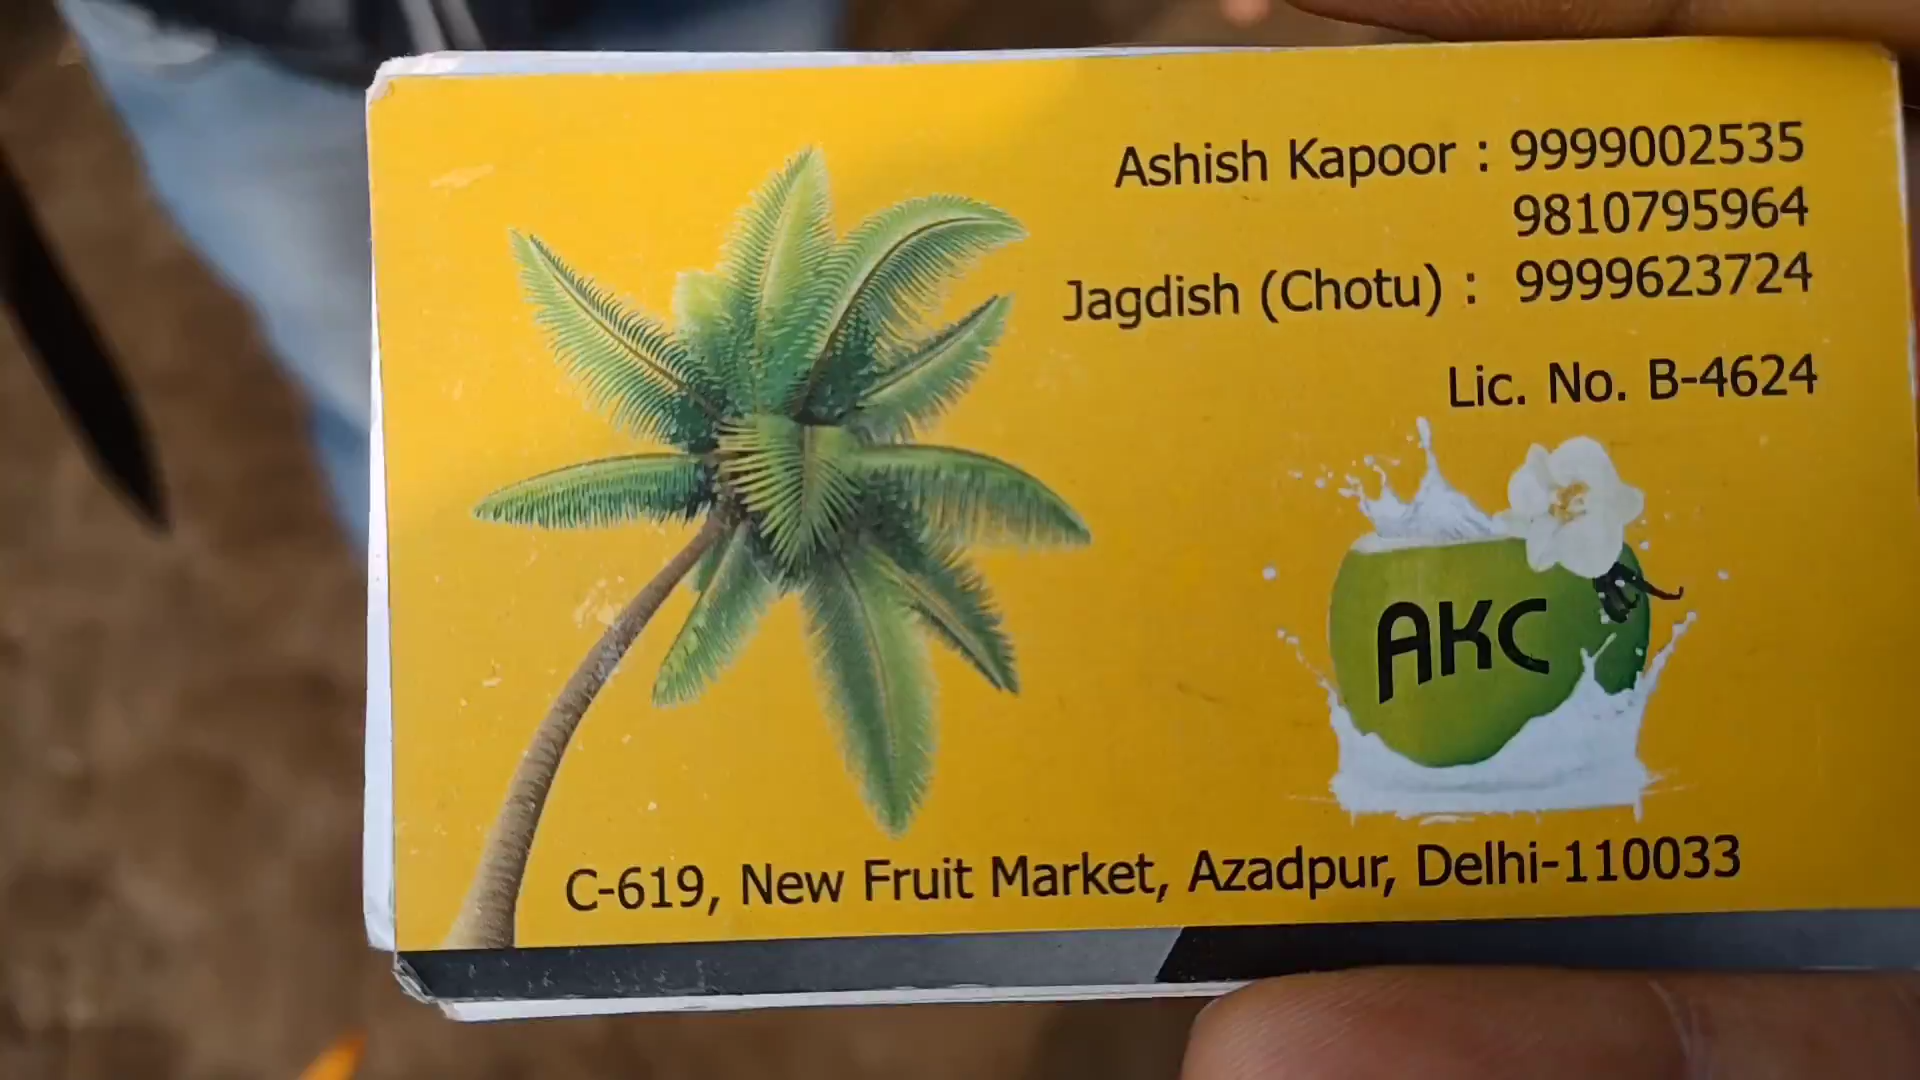 Ashish Kapoor : 9999002535
9810795964
Jagdish (Chotu) : 9999623724
Lic. No. B-4624
AKC
C-619, New Fruit Market, Azadpur, Delhi-110033